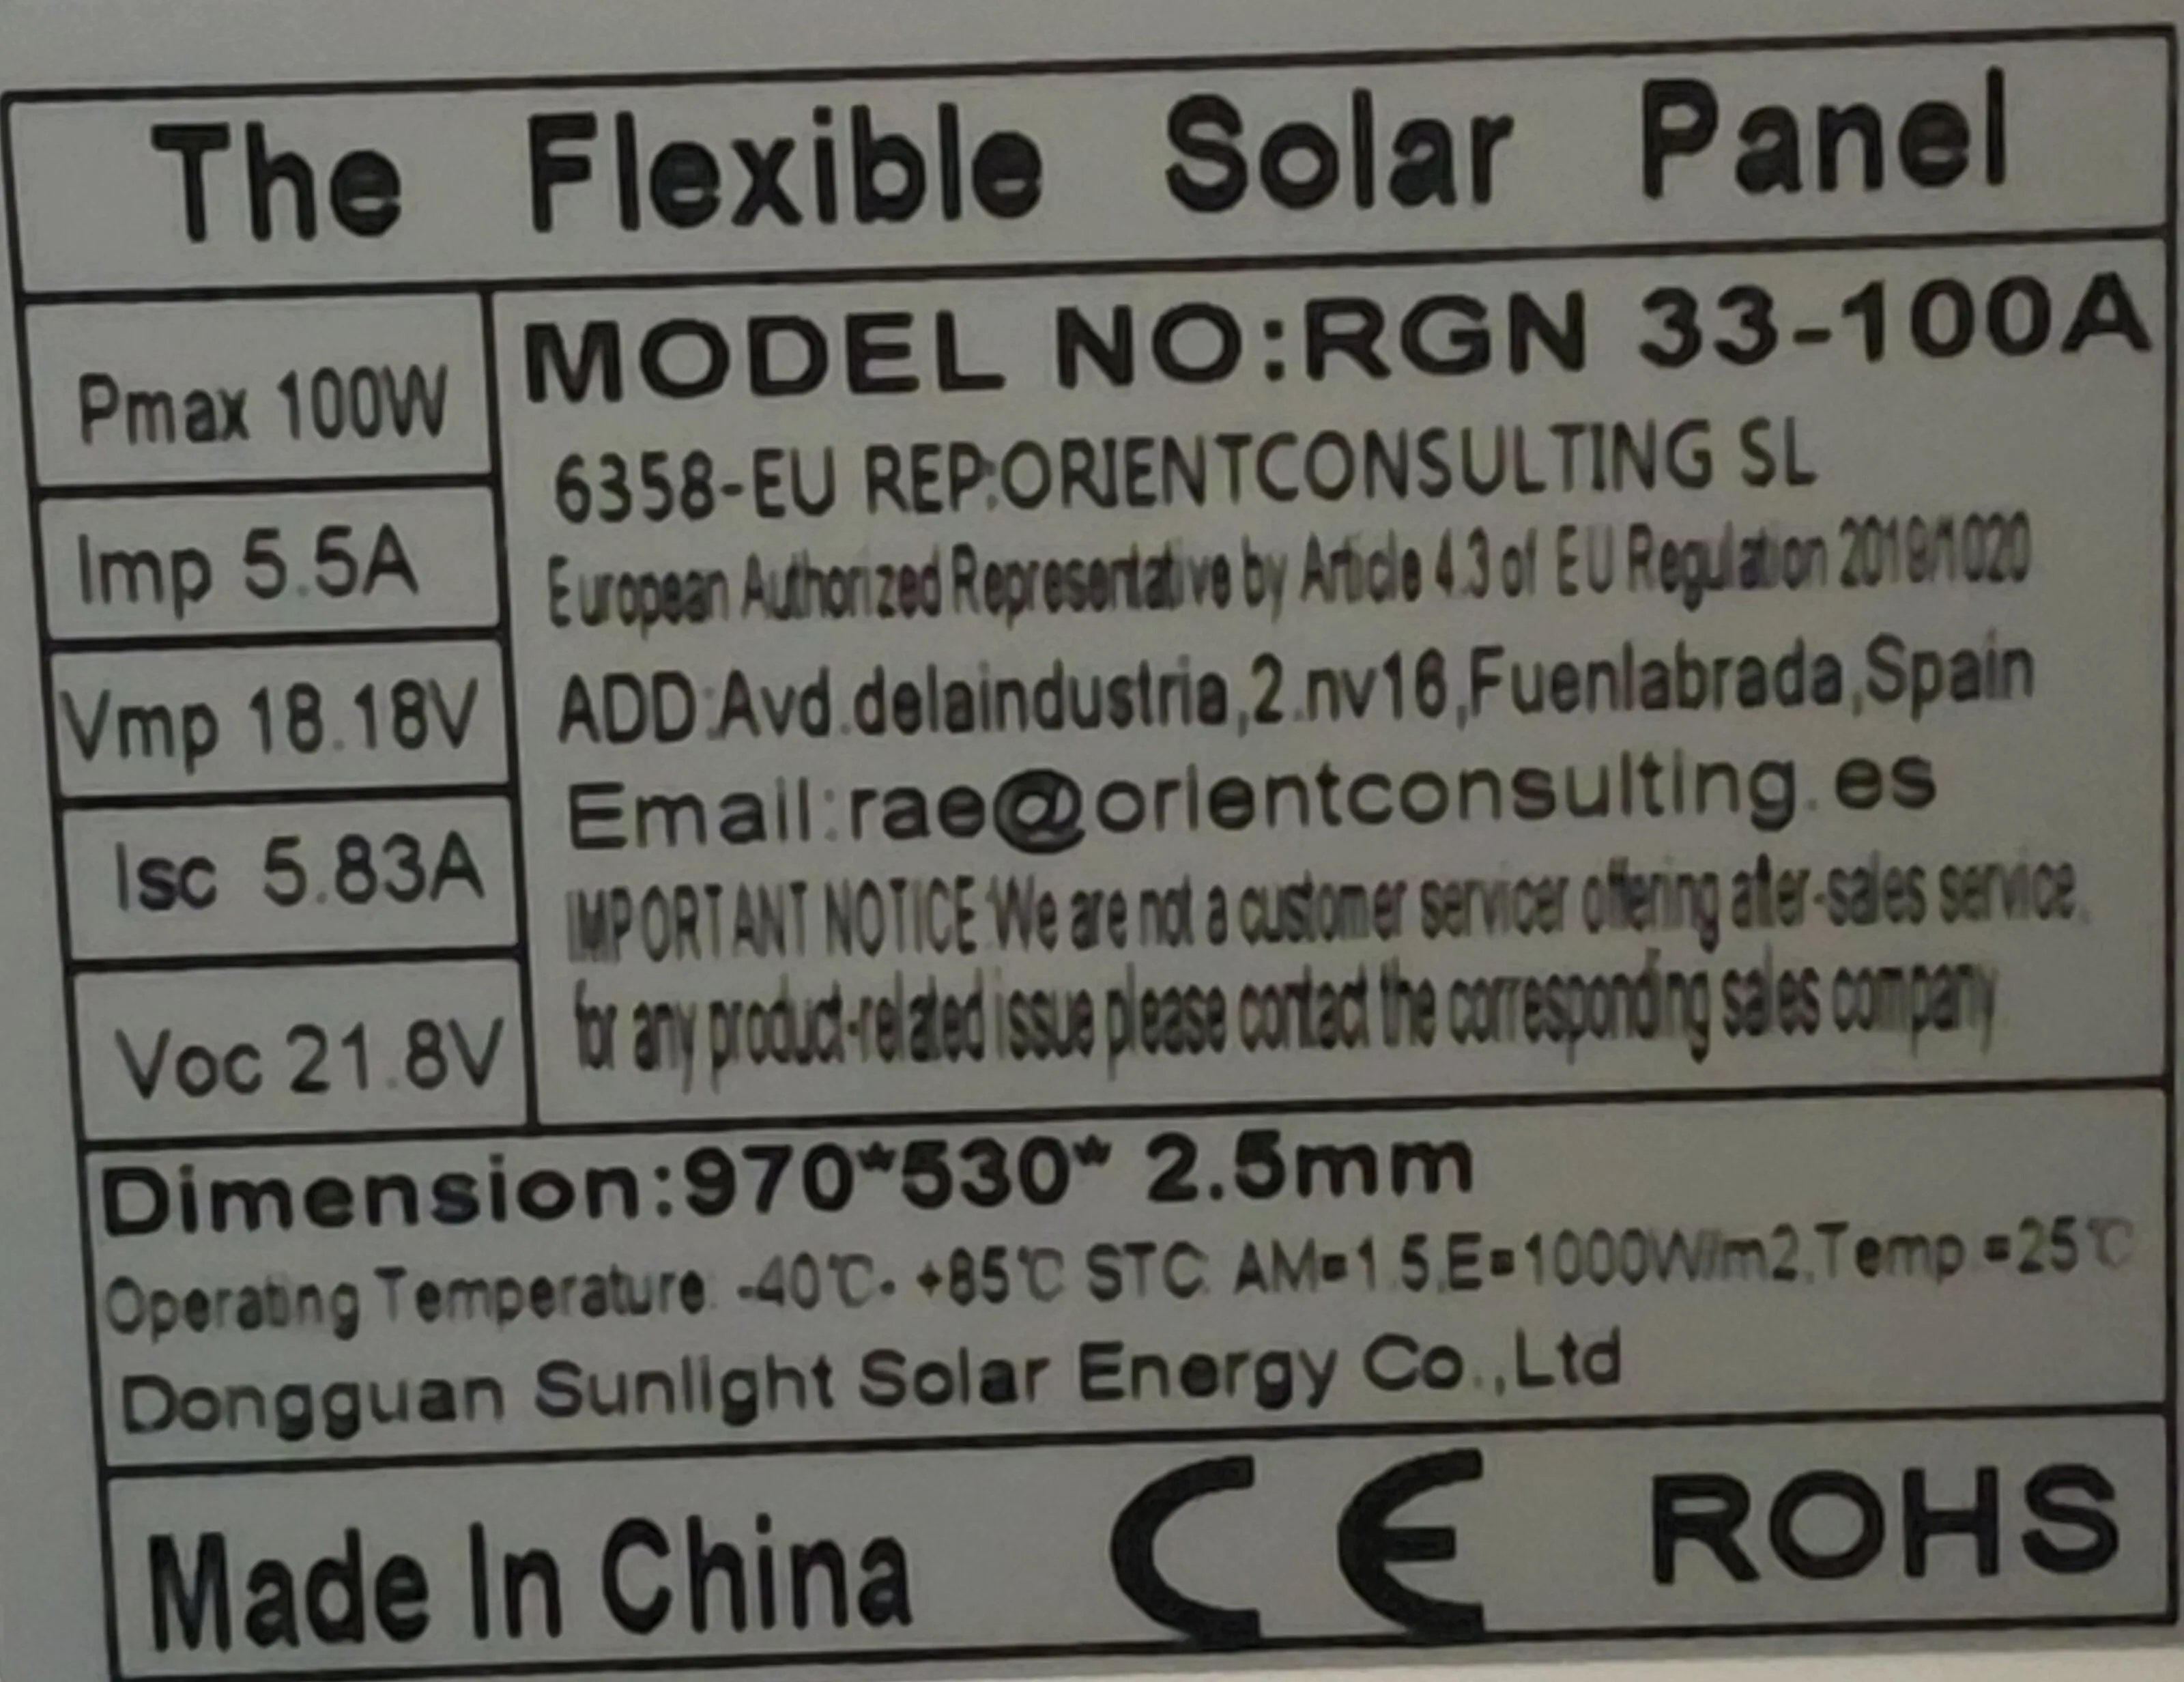 The Flexible Solar Panel
Pmax 100W
Imp 5.5A
Vmp 18.18V
Isc 5.83A
Voc 21.8V
MODEL NO:RGN 33-100A
6358-EU REP:ORIENTCONSULTING SL
European Authorized Representative by Article 4.3 of EU Regulation 2019/1020
ADD:Avd.delaindustria,2.nv16,Fuenlabrada,Spain
Email:rae@orientconsulting.es
IMPORTANT NOTICE:We are not a customer servicer offering after-sales service,
for any product-related issue please contact the corresponding sales company
Dimension:970*530* 2.5mm
Operating Temperature: -40℃- +85℃ STC: AM=1.5,E=1000W/m2,Temp =25℃
Dongguan Sunlight Solar Energy Co.,Ltd
Made In China CE ROHS